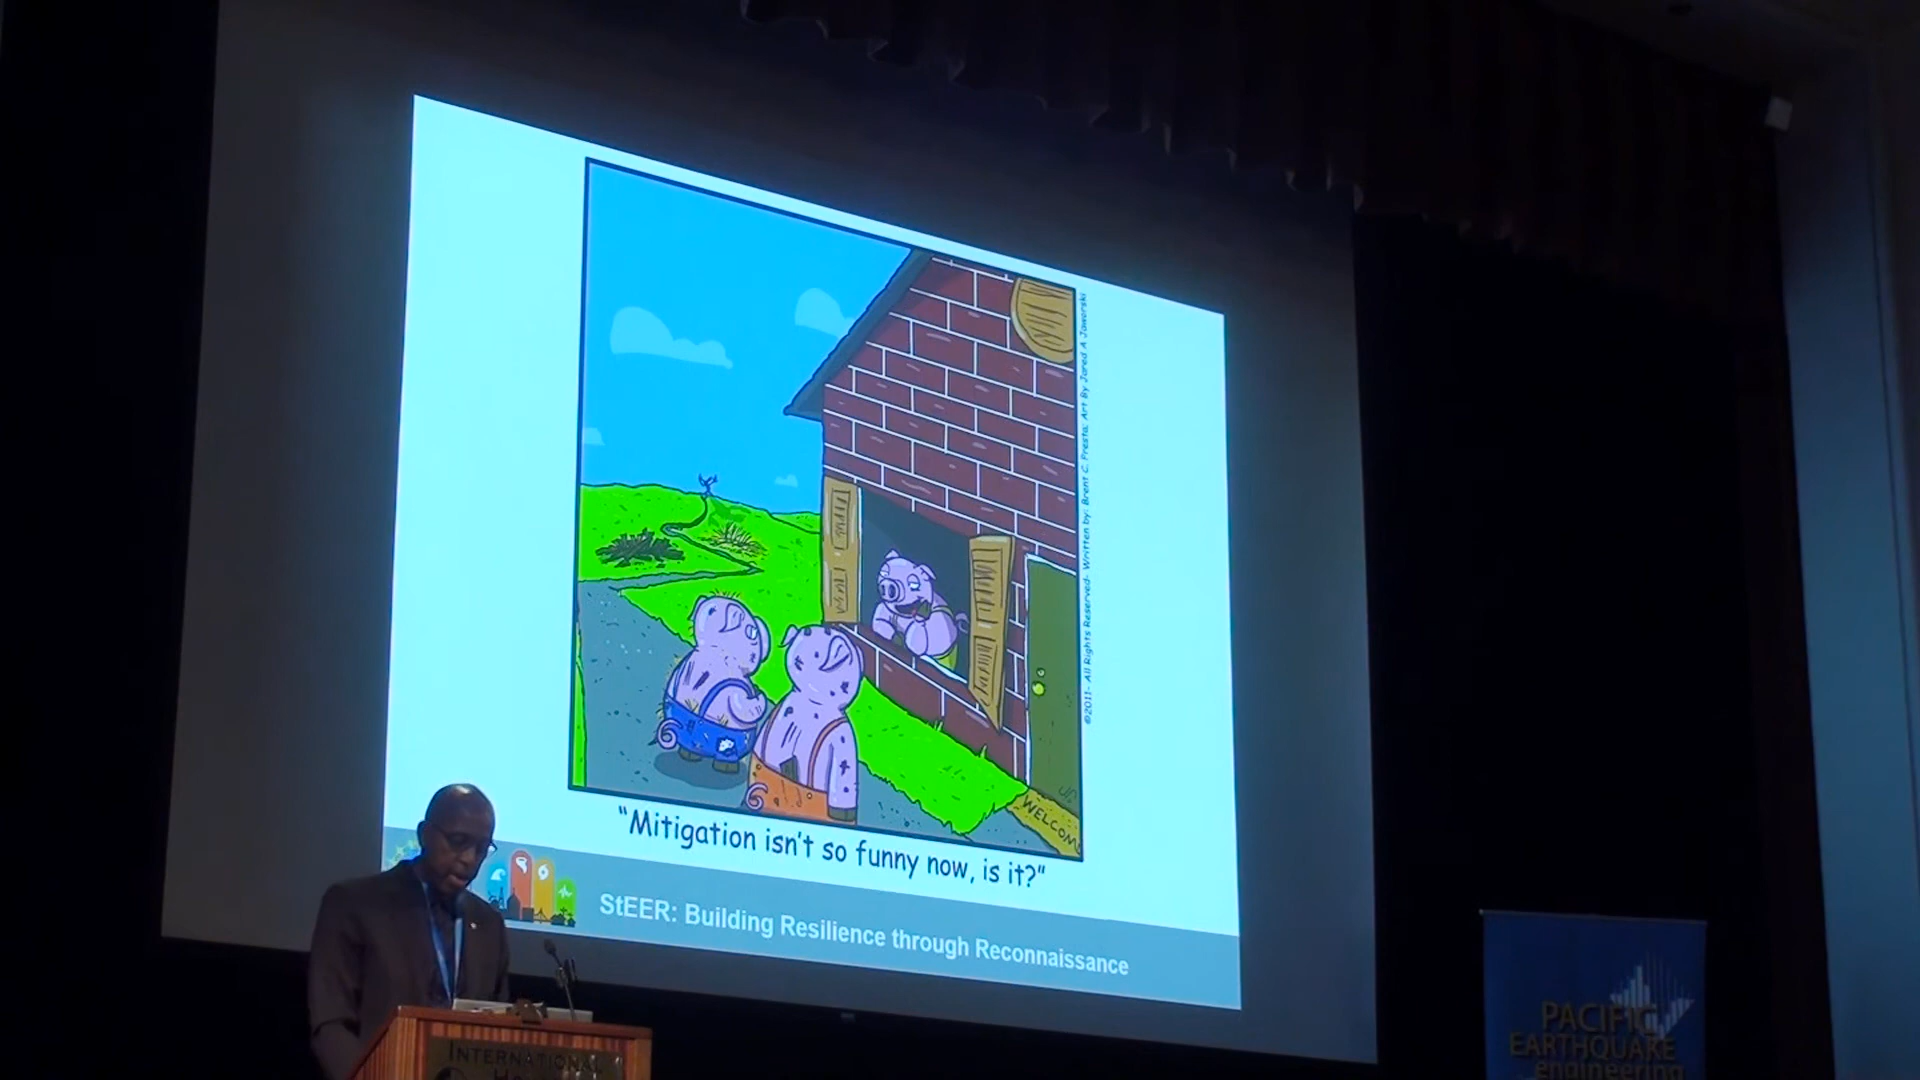 ©2011- All Rights Reserved- Written by: Brent C. Presta; Art By Jared A Jaworski
WELCOM
"Mitigation isn't so funny now, is it?"
StEER: Building Resilience through Reconnaissance
INTERNATIONAL
PACIFIC
EARTHQUAKE
engineering